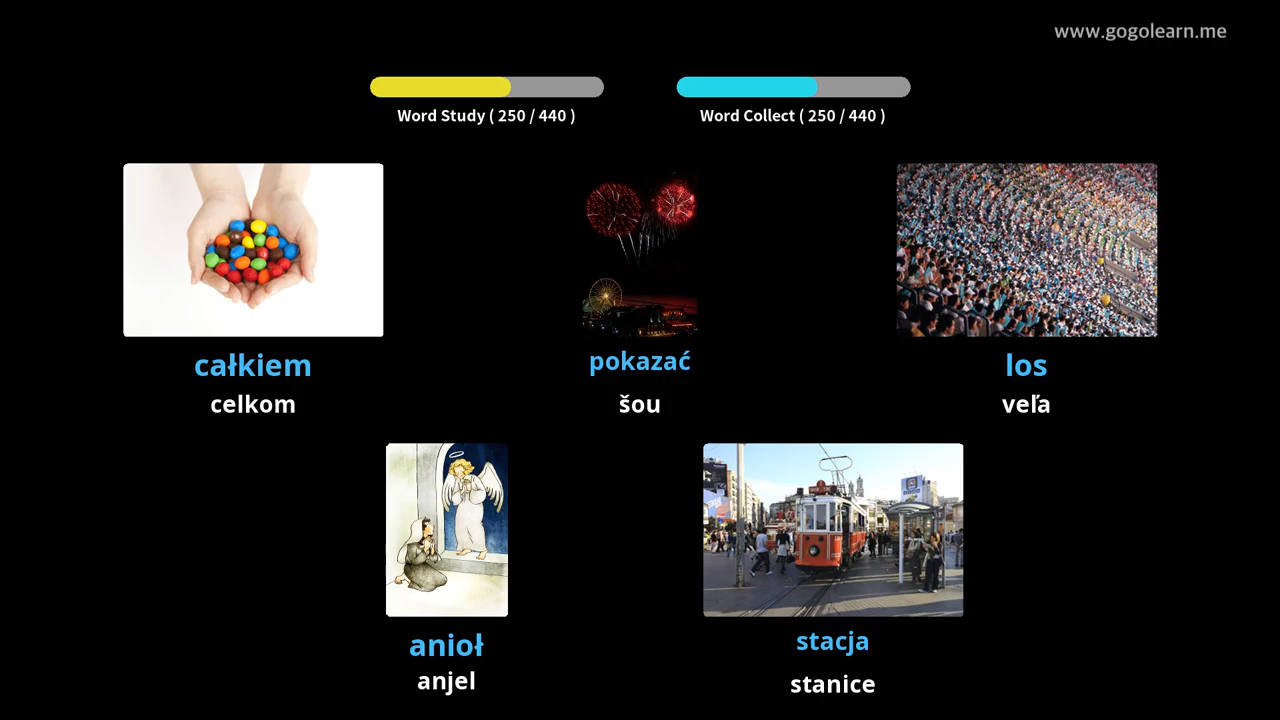 www.gogolearn.me
Word Study ( 250 / 440 )
Word Collect ( 250 / 440 )
całkiem
celkom
pokazać
šou
los
veľa
anioł
anjel
stacja
stanice